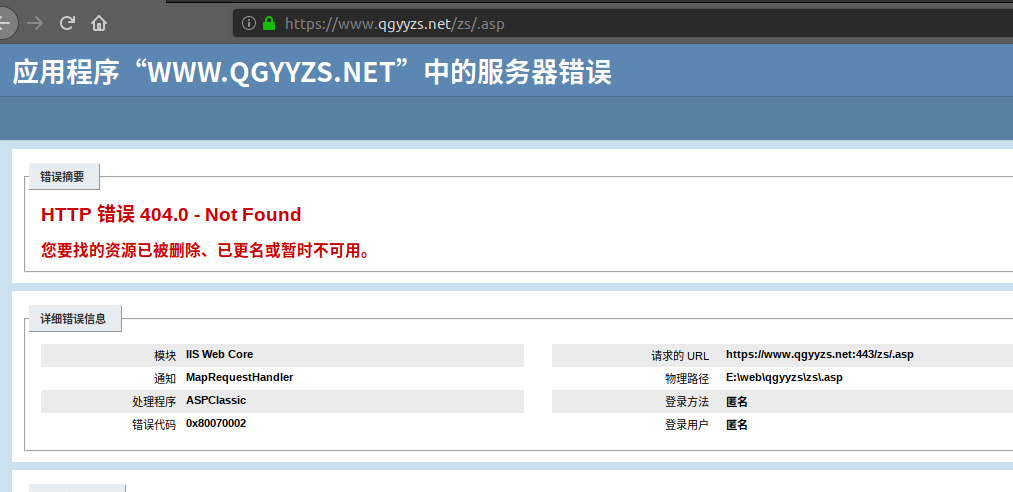 https://www.qgyyzs.net/zs/.asp
应用程序“WWW.QGYYZS.NET”中的服务器错误
错误摘要
HTTP 错误 404.0 - Not Found
您要找的资源已被删除、已更名或暂时不可用。
详细错误信息
模块 IIS Web Core
通知 MapRequestHandler
处理程序 ASPClassic
错误代码 0x80070002
请求的 URL https://www.qgyyzs.net:443/zs/.asp
物理路径 E:\web\qgyyzs\zs\.asp
登录方法 匿名
登录用户 匿名